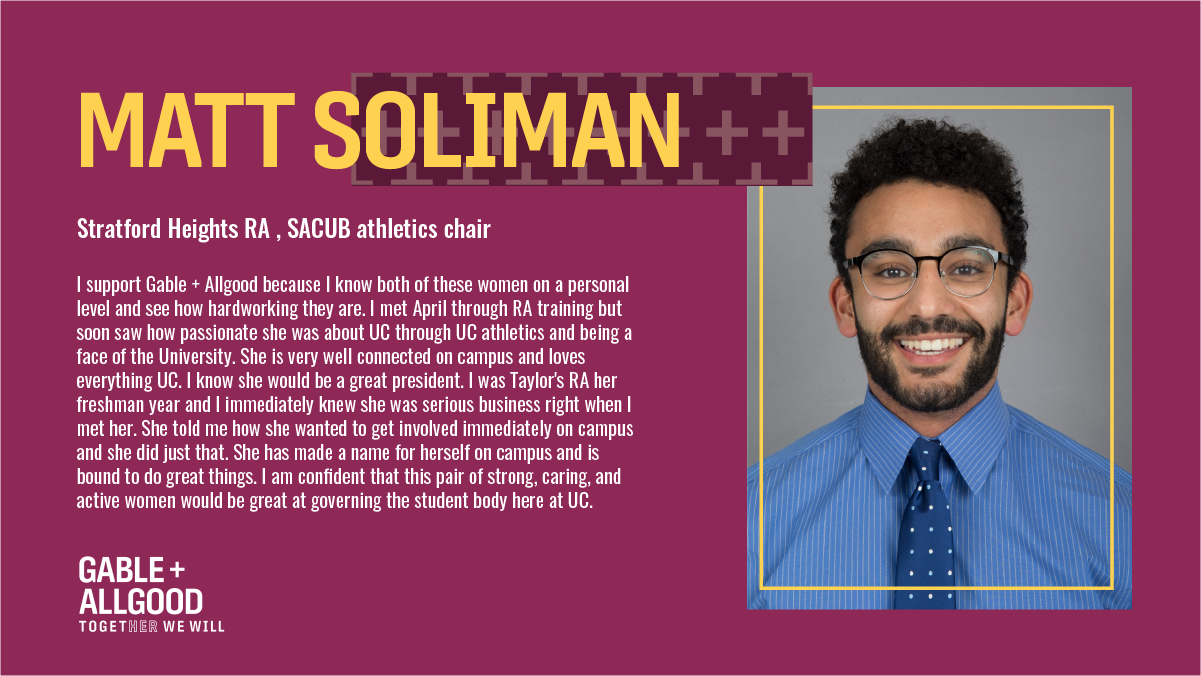 MATT SOLIMAN
Stratford Heights RA , SACUB athletics chair
I support Gable + Allgood because I know both of these women on a personal
level and see how hardworking they are. I met April through RA training but
soon saw how passionate she was about UC through UC athletics and being a
face of the University. She is very well connected on campus and loves
everything UC. I know she would be a great president. I was Taylor's RA her
freshman year and I immediately knew she was serious business right when I
met her. She told me how she wanted to get involved immediately on campus
and she did just that. She has made a name for herself on campus and is
bound to do great things. I am confident that this pair of strong, caring, and
active women would be great at governing the student body here at UC.
GABLE +
ALLGOOD
TOGETHER WE WILL